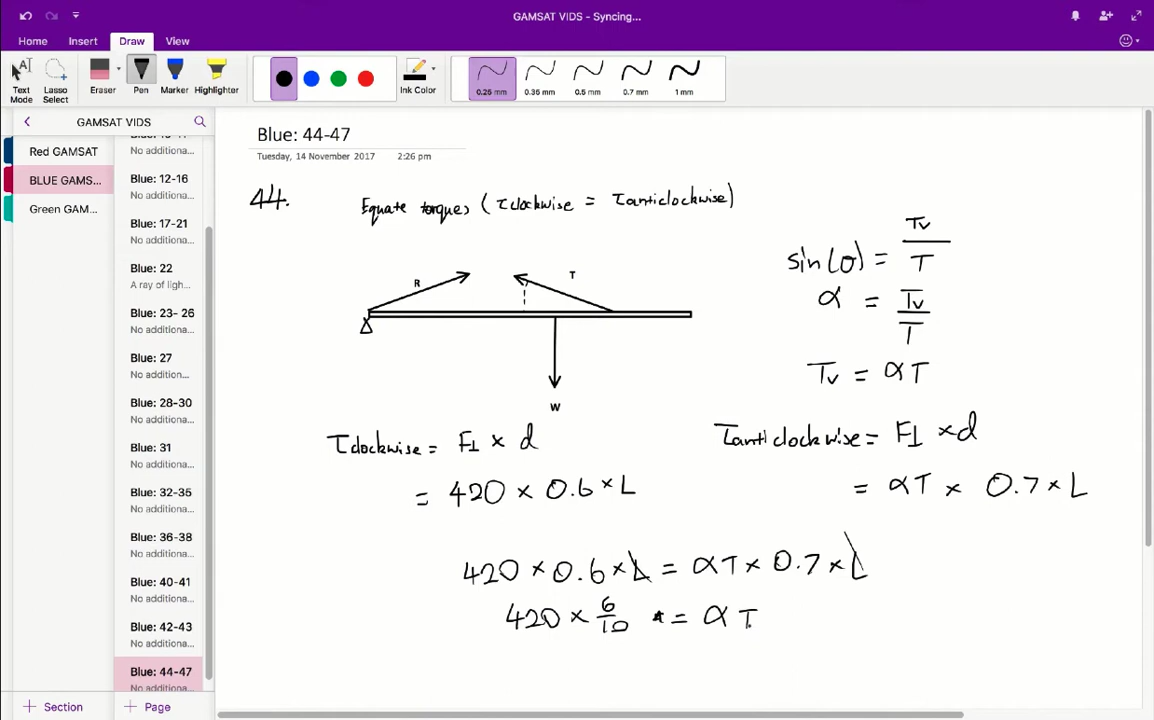 GAMSAT VIDS - Syncing...
Home Insert Draw View
Text Mode
Lasso Select
Eraser
Pen
Marker
Highlighter
Ink Color
0.25 mm
0.35 mm
0.5 mm
0.7 mm
1 mm
GAMSAT VIDS
Red GAMSAT
BLUE GAMS...
Green GAM...
No additiona...
Blue: 12-16
No additiona...
Blue: 17-21
No additiona...
Blue: 22
A ray of ligh...
Blue: 23- 26
No additiona...
Blue: 27
No addition...
Blue: 28-30
No additiona...
Blue: 31
No additiona...
Blue: 32-35
No additiona...
Blue: 36-38
No additiona...
Blue: 40-41
No additiona...
Blue: 42-43
No additiona...
Blue: 44-47
No additiona...
+ Section
+ Page
Blue: 44-47
Tuesday, 14 November 2017 2:26 pm
44.
Equate torques (τclockwise = τanticlockwise)
R
T
W
sin(θ) = Tv / T
α = Tv / T
Tv = αT
τclockwise = F⊥ × d
= 420 × 0.6 × L
τanticlockwise = F⊥ × d
= αT × 0.7 × L
420 × 0.6 × L = αT × 0.7 × L
420 × 6/10 = αT